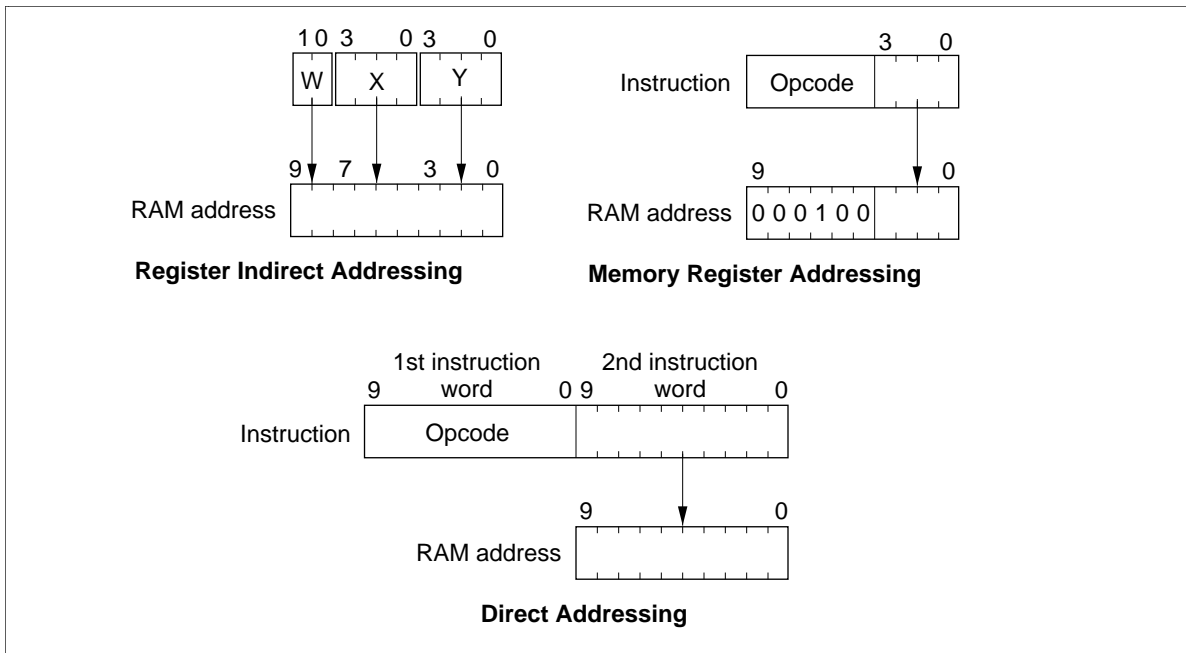 1 0 3 0 3 0
W X Y
9 7 3 0
RAM address
Register Indirect Addressing
3 0
Instruction Opcode
9 0
RAM address 0 0 0 1 0 0
Memory Register Addressing
1st instruction word
2nd instruction word
9 0 9 0
Instruction Opcode
9 0
RAM address
Direct Addressing